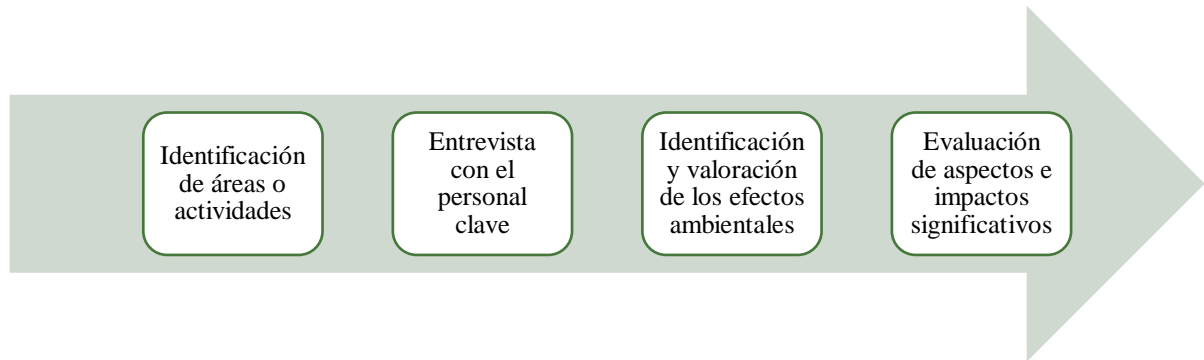 Identificación
de áreas o
actividades
Entrevista
con el
personal
clave
Identificación
y valoración
de los efectos
ambientales
Evaluación
de aspectos e
impactos
significativos